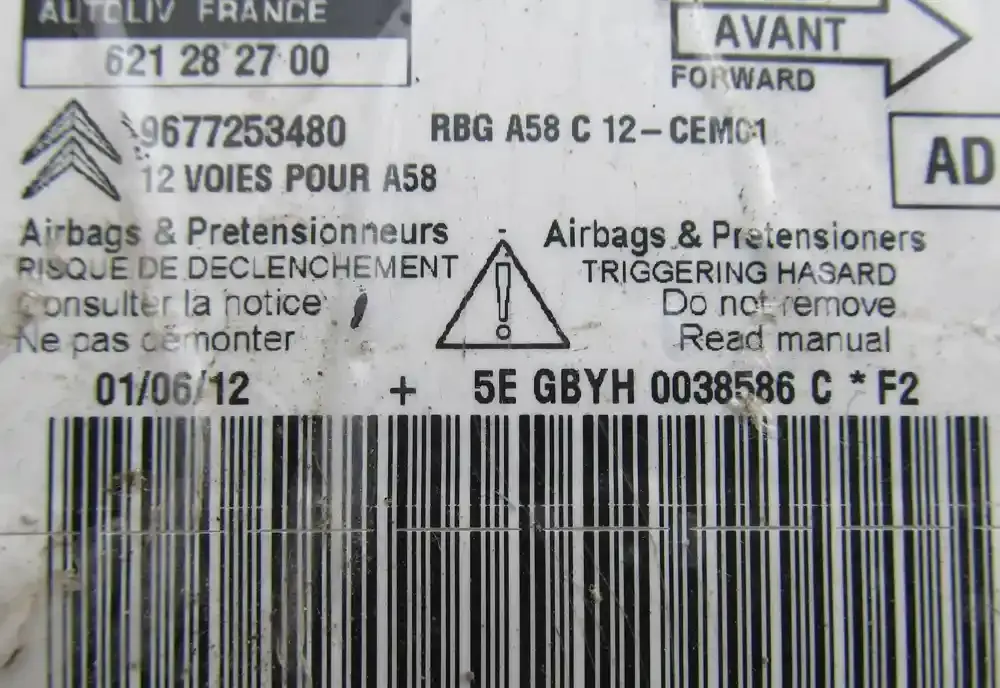 AUTOLIV FRANCE
621 28 27 00
AVANT
FORWARD
9677253480
RBG A58 C 12-CEM01
AD
12 VOIES POUR A58
Airbags & Pretensionneurs
RISQUE DE DECLENCHEMENT
Consulter la notice
Ne pas démonter
!
Airbags & Pretensioners
TRIGGERING HASARD
Do not remove
Read manual
01/06/12 + 5E GBYH 0038586 C * F2